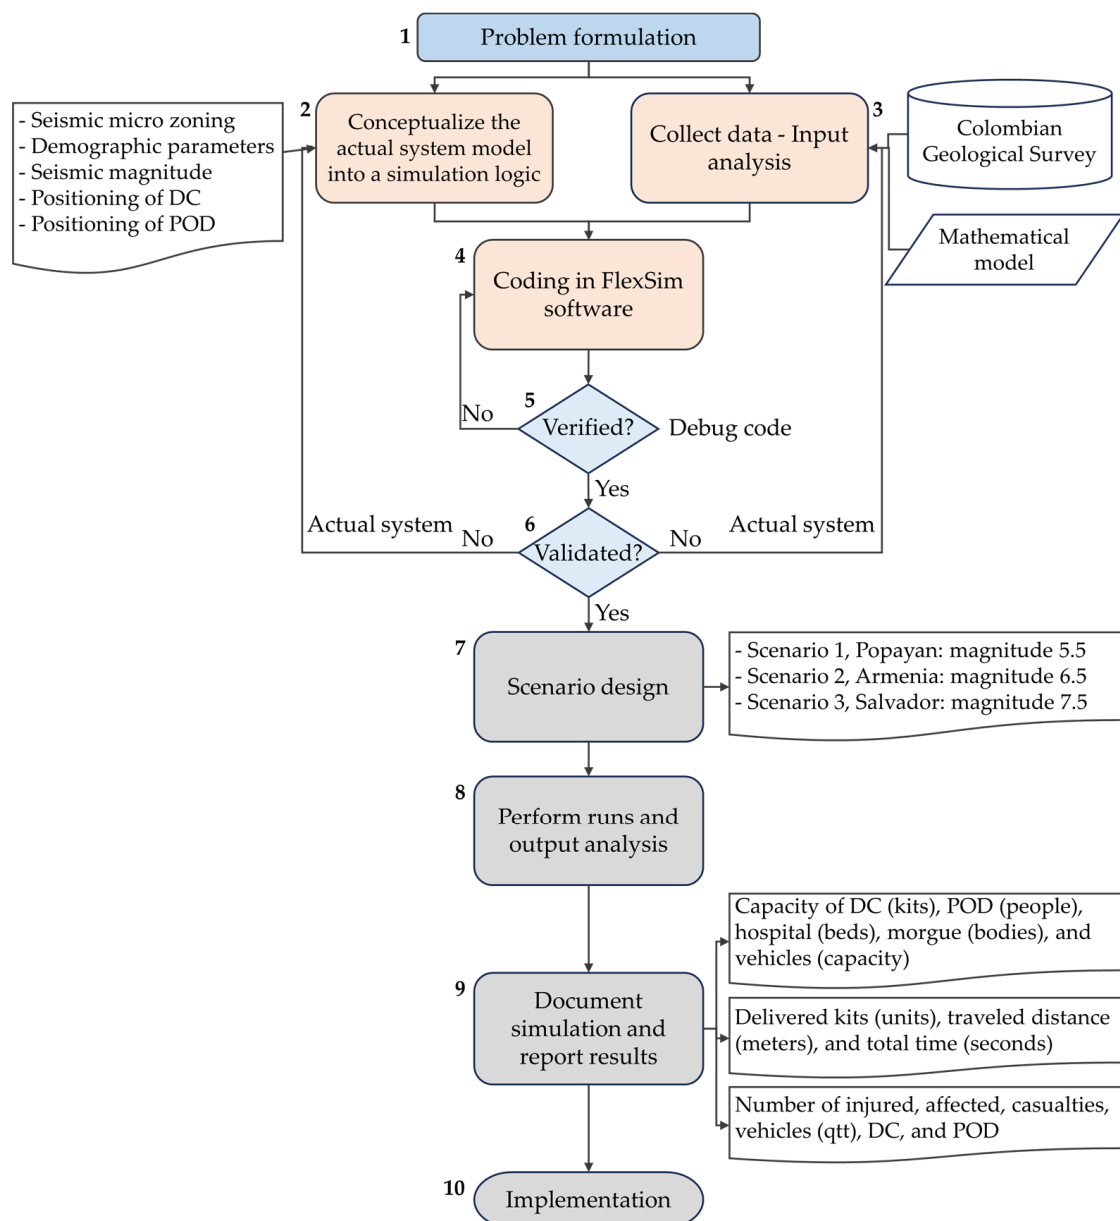 1
Problem formulation
- Seismic micro zoning
- Demographic parameters
- Seismic magnitude
- Positioning of DC
- Positioning of POD
2
Conceptualize the
actual system model
into a simulation logic
Collect data - Input
analysis
3
Colombian
Geological Survey
Mathematical
model
4
Coding in FlexSim
software
5
Verified?
No
Debug code
Yes
6
Validated?
Actual system
No
No
Actual system
Yes
7
Scenario design
- Scenario 1, Popayan: magnitude 5.5
- Scenario 2, Armenia: magnitude 6.5
- Scenario 3, Salvador: magnitude 7.5
8
Perform runs and
output analysis
9
Document
simulation and
report results
Capacity of DC (kits), POD (people),
hospital (beds), morgue (bodies), and
vehicles (capacity)
Delivered kits (units), traveled distance
(meters), and total time (seconds)
Number of injured, affected, casualties,
vehicles (qtt), DC, and POD
10
Implementation